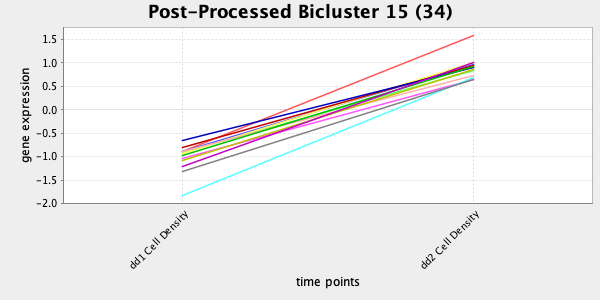 Post-Processed Bicluster 15 (34)
gene expression
1.5
1.0
0.5
0.0
-0.5
-1.0
-1.5
-2.0
dd1 Cell Density
dd2 Cell Density
time points